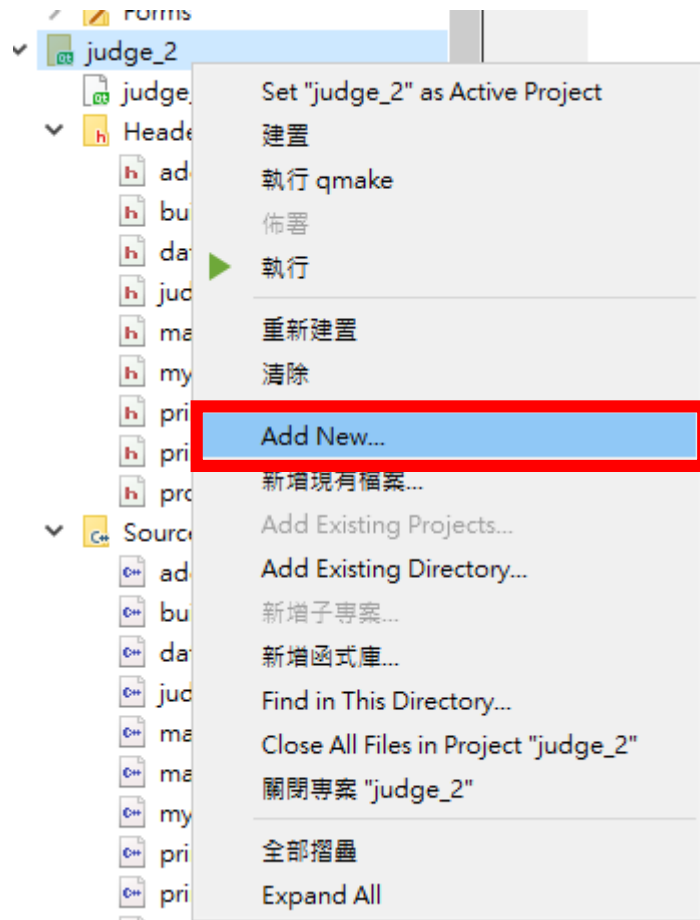 Forms
judge_2
judge_
Set "judge_2" as Active Project
Heade
建置
ad
執行 qmake
bui
佈署
da
執行
jud
ma
重新建置
my
清除
pri
Add New...
pri
新增現有檔案...
pro
Source
Add Existing Projects...
ad
Add Existing Directory...
bui
新增子專案...
da
新增函式庫...
jud
Find in This Directory...
ma
Close All Files in Project "judge_2"
ma
關閉專案 "judge_2"
my
pri
全部摺疊
pri
Expand All